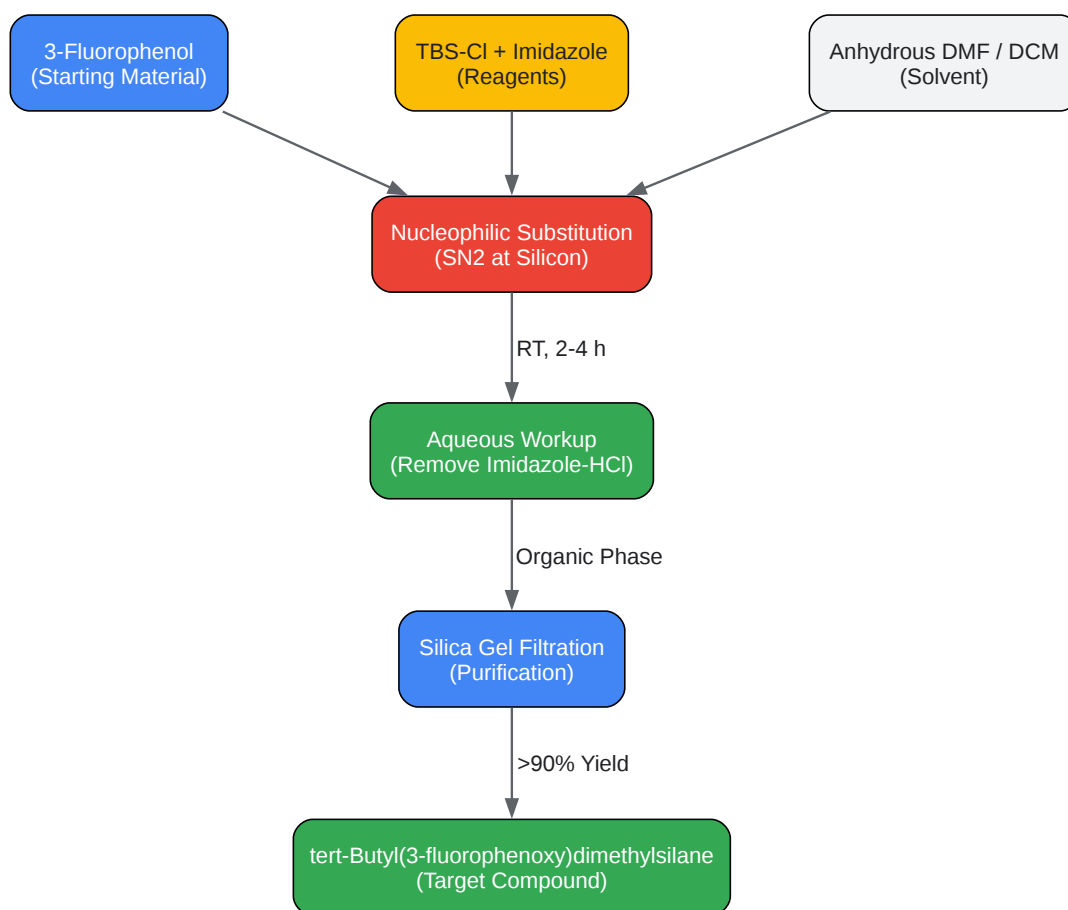 3-Fluorophenol
(Starting Material)
TBS-Cl + Imidazole
(Reagents)
Anhydrous DMF / DCM
(Solvent)
Nucleophilic Substitution
(SN2 at Silicon)
RT, 2-4 h
Aqueous Workup
(Remove Imidazole-HCl)
Organic Phase
Silica Gel Filtration
(Purification)
>90% Yield
tert-Butyl(3-fluorophenoxy)dimethylsilane
(Target Compound)